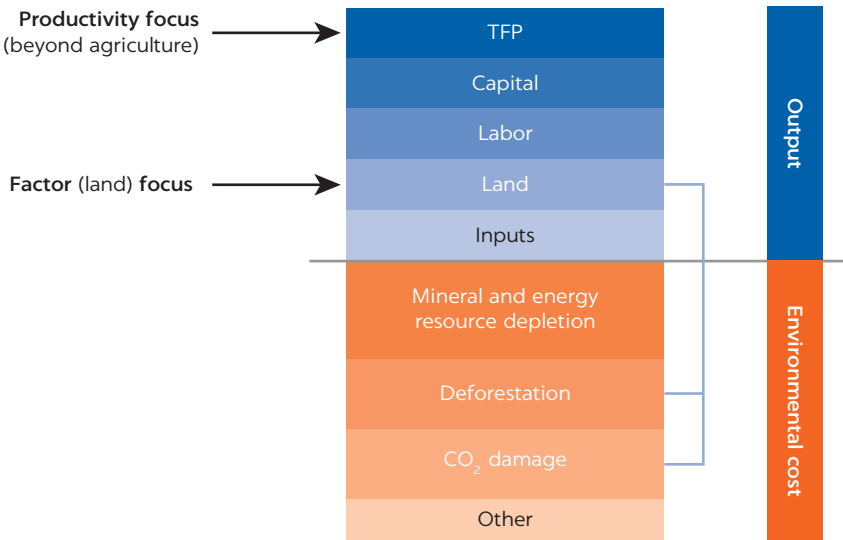 Productivity focus
(beyond agriculture)
TFP
Capital
Labor
Factor (land) focus
Land
Inputs
Output
Mineral and energy
resource depletion
Deforestation
CO2 damage
Other
Environmental cost